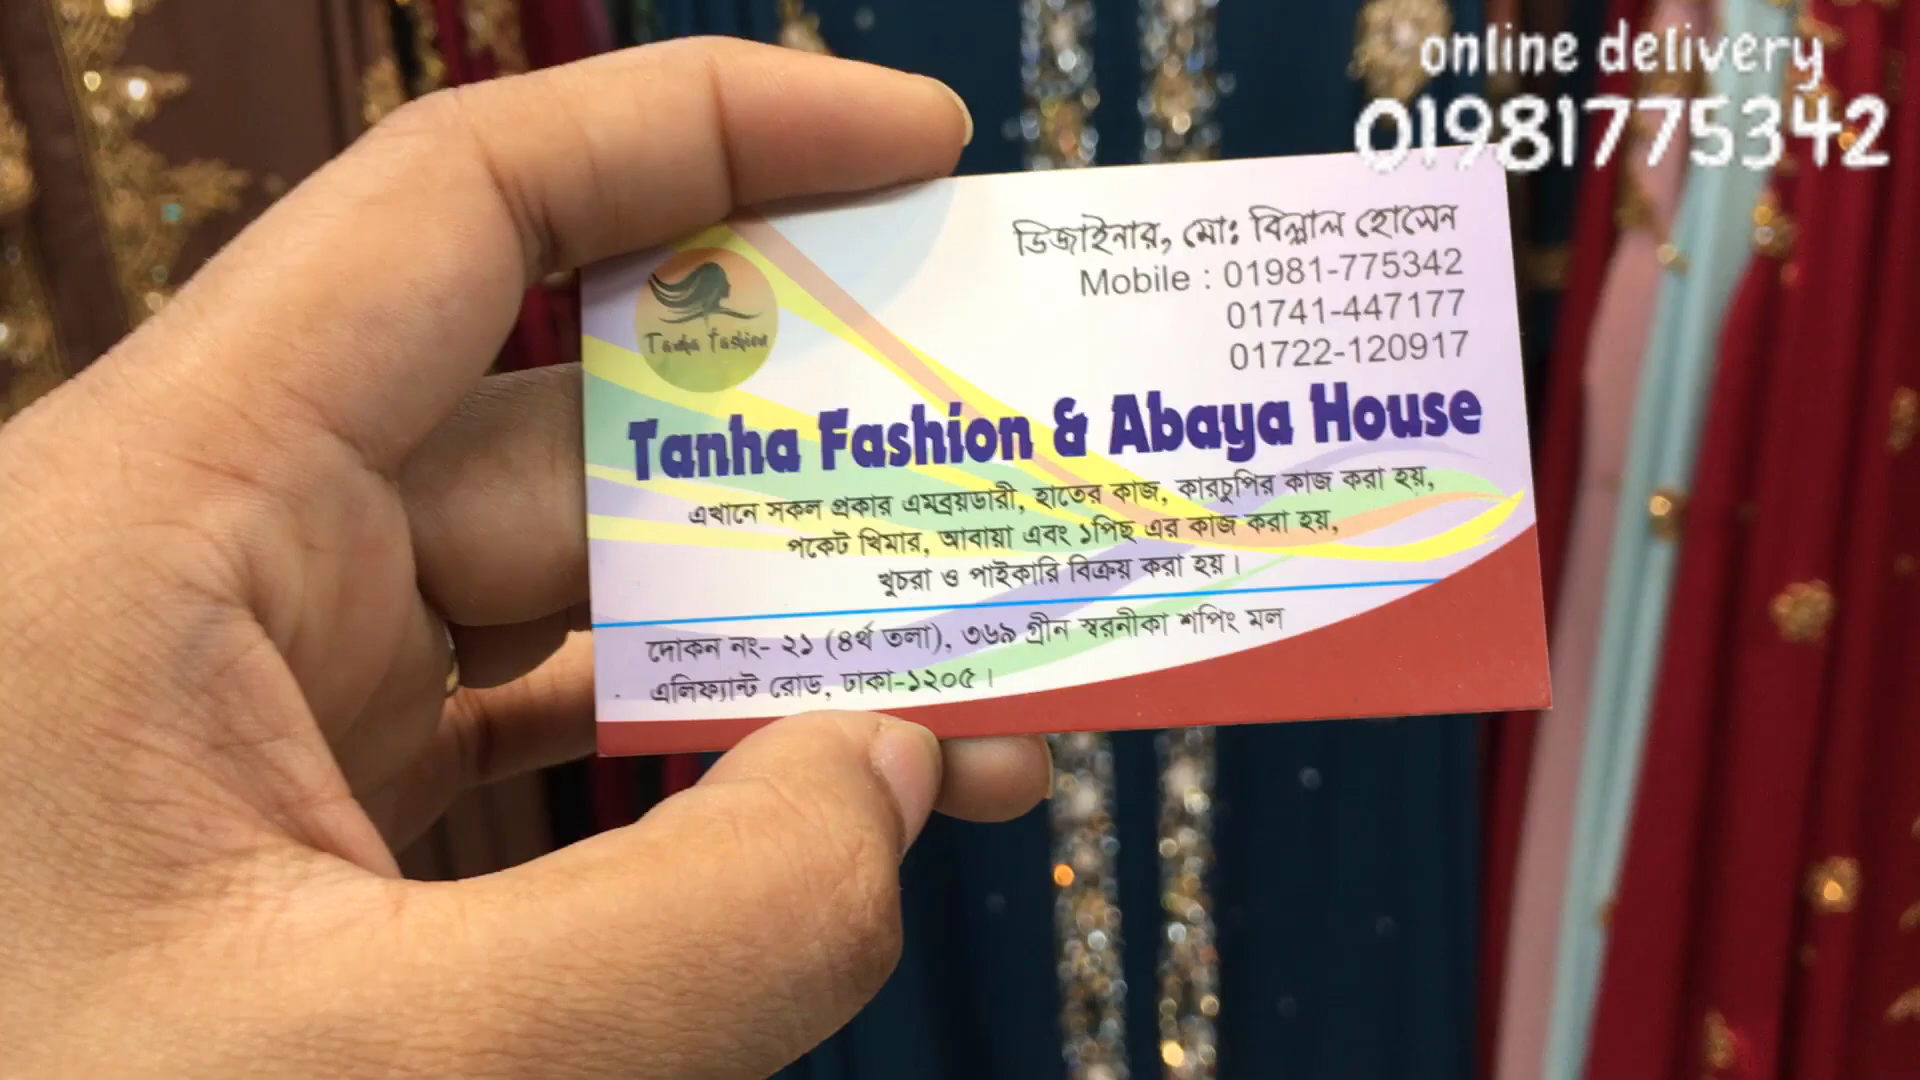 online delivery
01981775342
ডিজাইনার, মোঃ বিল্লাল হোসেন
Mobile : 01981-775342
01741-447177
01722-120917
Tanha Fashion
Tanha Fashion & Abaya House
এখানে সকল প্রকার এমব্রয়ডারী, হাতের কাজ, কারচুপির কাজ করা হয়,
পকেট খিমার, আবায়া এবং ১পিছ এর কাজ করা হয়,
খুচরা ও পাইকারি বিক্রয় করা হয়।
দোকন নং- ২১ (৪র্থ তলা), ৩৬৯ গ্রীন স্বরনীকা শপিং মল
এলিফ্যান্ট রোড, ঢাকা-১২০৫।